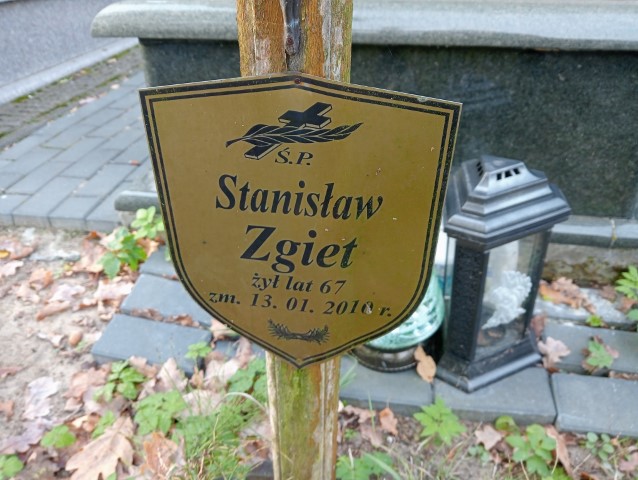 Ś.P.
Stanisław
Zgiet
żył lat 67
zm. 13. 01. 2010 r.